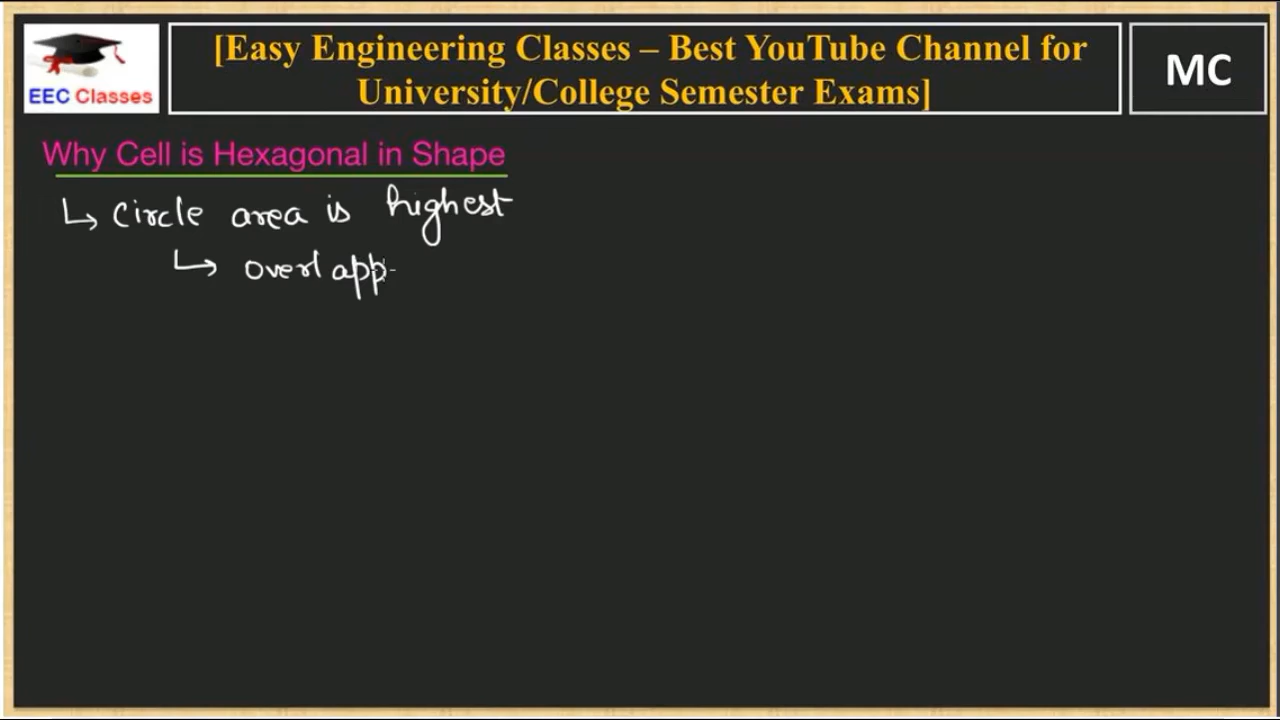 EEC Classes
[Easy Engineering Classes – Best YouTube Channel for
University/College Semester Exams]
MC
Why Cell is Hexagonal in Shape
↳ Circle area is highest
↳ overlapp